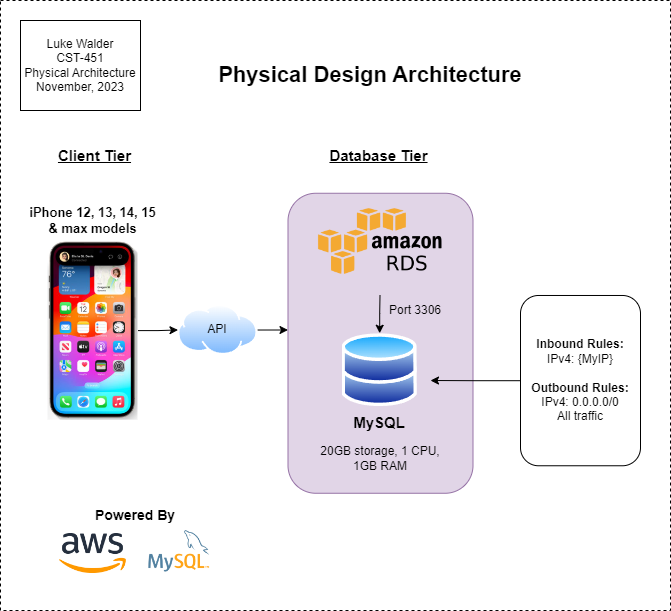 Luke Walder
CST-451
Physical Architecture
November, 2023
Physical Design Architecture
Client Tier
Database Tier
iPhone 12, 13, 14, 15
& max models
76°
amazon
RDS
API
Port 3306
Inbound Rules:
IPv4: {MyIP}
Outbound Rules:
IPv4: 0.0.0.0/0
All traffic
MySQL
20GB storage, 1 CPU,
1GB RAM
Powered By
aws
MySQL